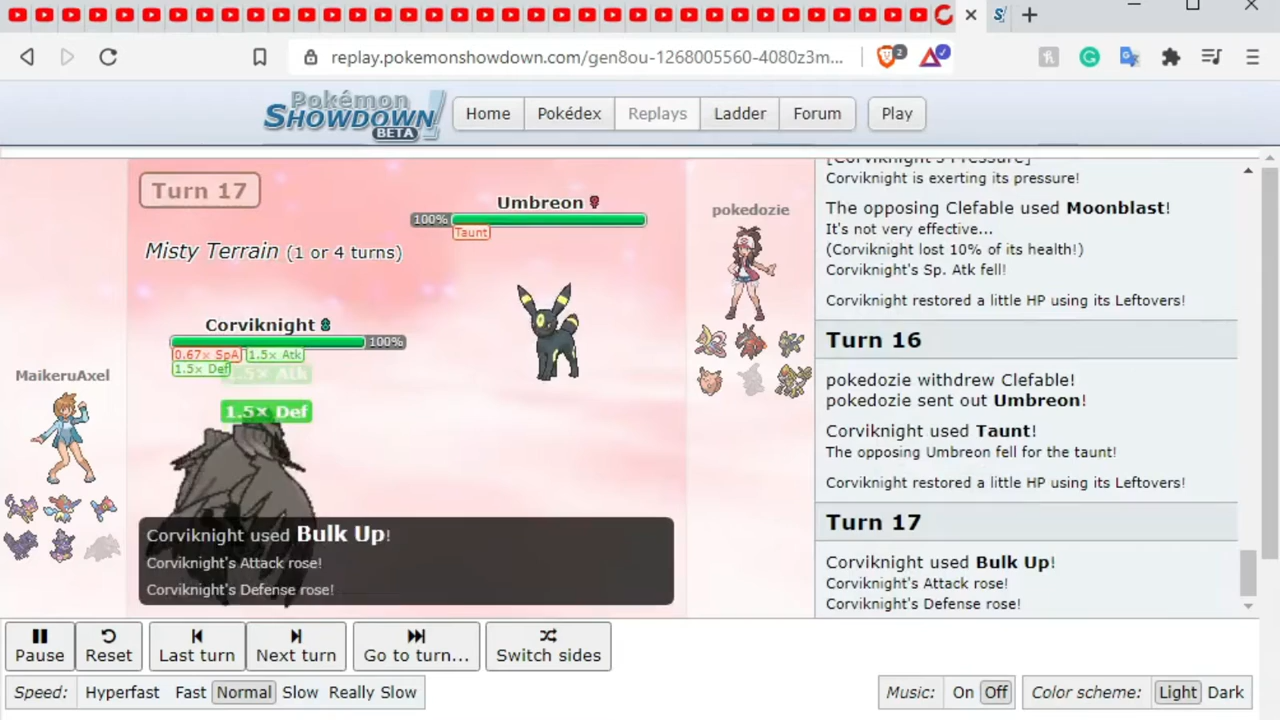 replay.pokemonshowdown.com/gen8ou-1268005560-4080z3m...
2
Pokémon
SHOWDOWN!
BETA
Home
Pokédex
Replays
Ladder
Forum
Play
Turn 17
Misty Terrain (1 or 4 turns)
Umbreon
100%
Taunt
Corviknight
100%
0.67× SpA
1.5× Atk
1.5× Def
1.5× Atk
1.5× Def
MaikeruAxel
pokedozie
Corviknight used Bulk Up!
Corviknight's Attack rose!
Corviknight's Defense rose!
[Corviknight's Pressure]
Corviknight is exerting its pressure!
The opposing Clefable used Moonblast!
It's not very effective...
(Corviknight lost 10% of its health!)
Corviknight's Sp. Atk fell!
Corviknight restored a little HP using its Leftovers!
Turn 16
pokedozie withdrew Clefable!
pokedozie sent out Umbreon!
Corviknight used Taunt!
The opposing Umbreon fell for the taunt!
Corviknight restored a little HP using its Leftovers!
Turn 17
Corviknight used Bulk Up!
Corviknight's Attack rose!
Corviknight's Defense rose!
Pause
Reset
Last turn
Next turn
Go to turn...
Switch sides
Speed: Hyperfast Fast Normal Slow Really Slow
Music: On Off
Color scheme: Light Dark